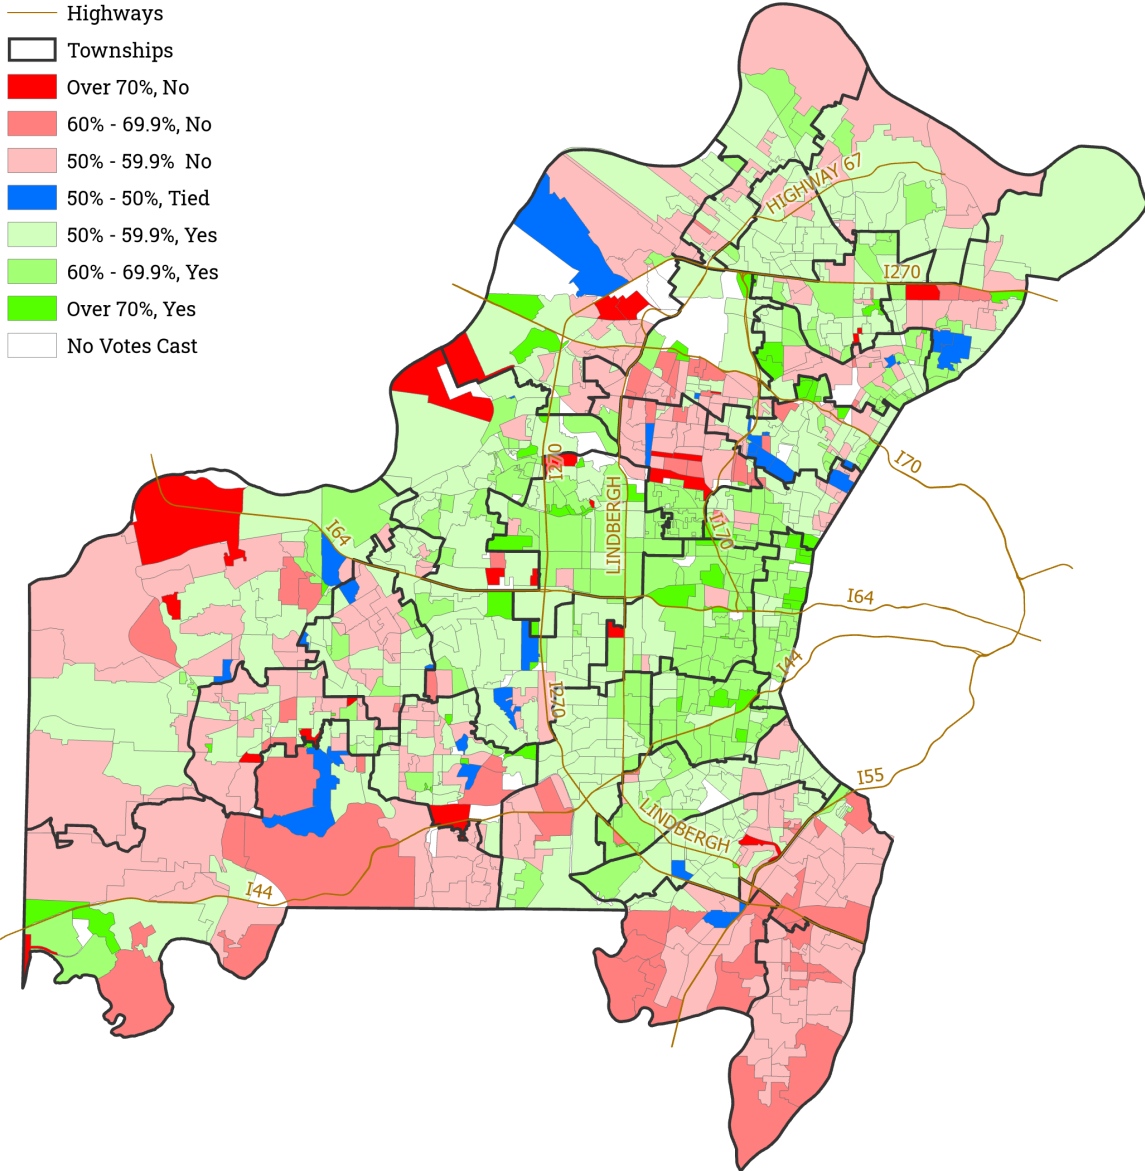 Highways
Townships
Over 70%, No
60% - 69.9%, No
50% - 59.9%  No
50% - 50%, Tied
50% - 59.9%, Yes
60% - 69.9%, Yes
Over 70%, Yes
No Votes Cast
HIGHWAY 67
I270
I270
I70
LINDBERGH
I170
I64
I64
I44
I270
I55
LINDBERGH
I44